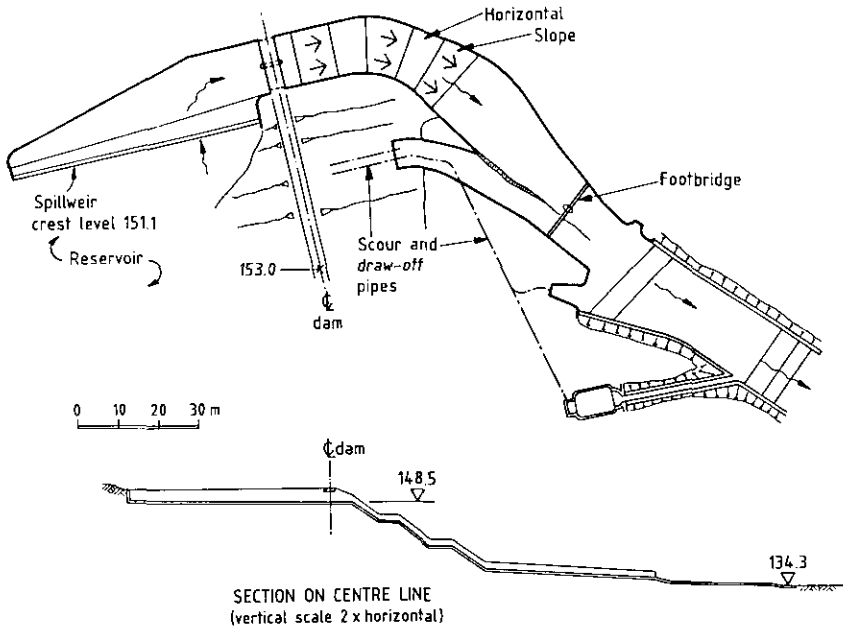 Horizontal
Slope
Footbridge
Spillweir
crest level 151.1
Reservoir
153.0
℄
dam
Scour and
draw-off
pipes
0 10 20 30 m
℄ dam
148.5
134.3
SECTION ON CENTRE LINE
(vertical scale 2 x horizontal)